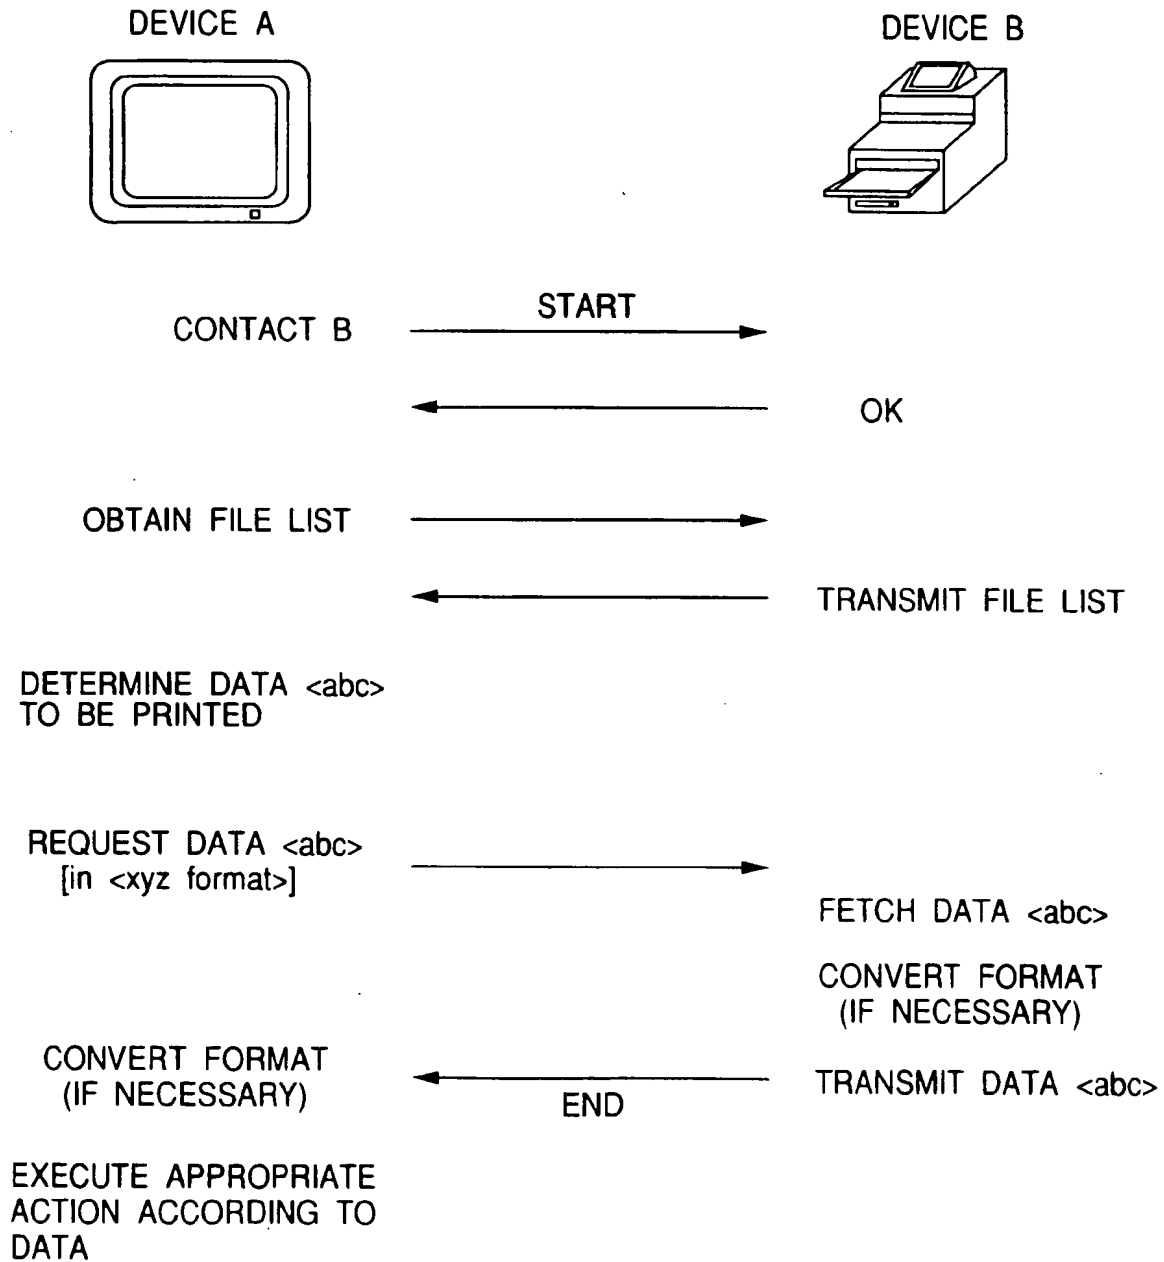 DEVICE A
DEVICE B
START
CONTACT B
OK
OBTAIN FILE LIST
TRANSMIT FILE LIST
DETERMINE DATA <abc>
TO BE PRINTED
REQUEST DATA <abc>
[in <xyz format>]
FETCH DATA <abc>
CONVERT FORMAT
(IF NECESSARY)
CONVERT FORMAT
(IF NECESSARY)
END
TRANSMIT DATA <abc>
EXECUTE APPROPRIATE
ACTION ACCORDING TO
DATA